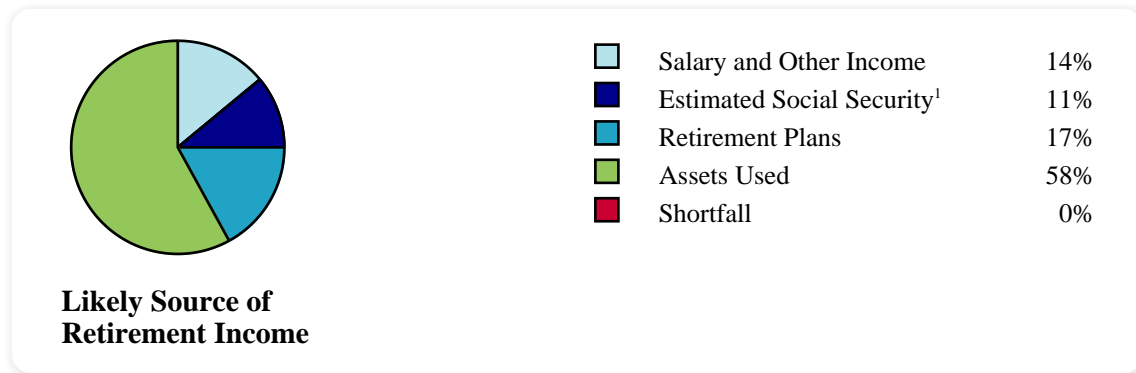 Salary and Other Income 14%
Estimated Social Security¹ 11%
Retirement Plans 17%
Assets Used 58%
Shortfall 0%
Likely Source of
Retirement Income